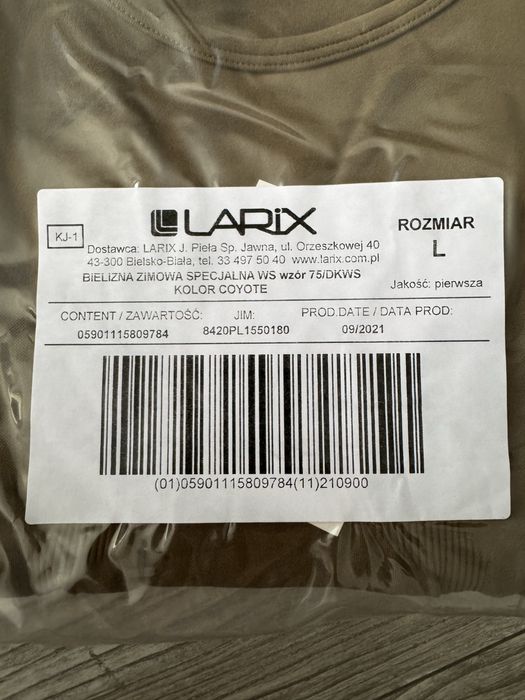 LARIX
KJ-1
ROZMIAR
L
Dostawca: LARIX J. Pieła Sp. Jawna, ul. Orzeszkowej 40
43-300 Bielsko-Biała, tel. 33 497 50 40 www.larix.com.pl
BIELIZNA ZIMOWA SPECJALNA WS wzór 75/DKWS
KOLOR COYOTE
Jakość: pierwsza
CONTENT / ZAWARTOŚĆ: JIM: PROD.DATE / DATA PROD:
05901115809784 8420PL1550180 09/2021
(01)05901115809784(11)210900